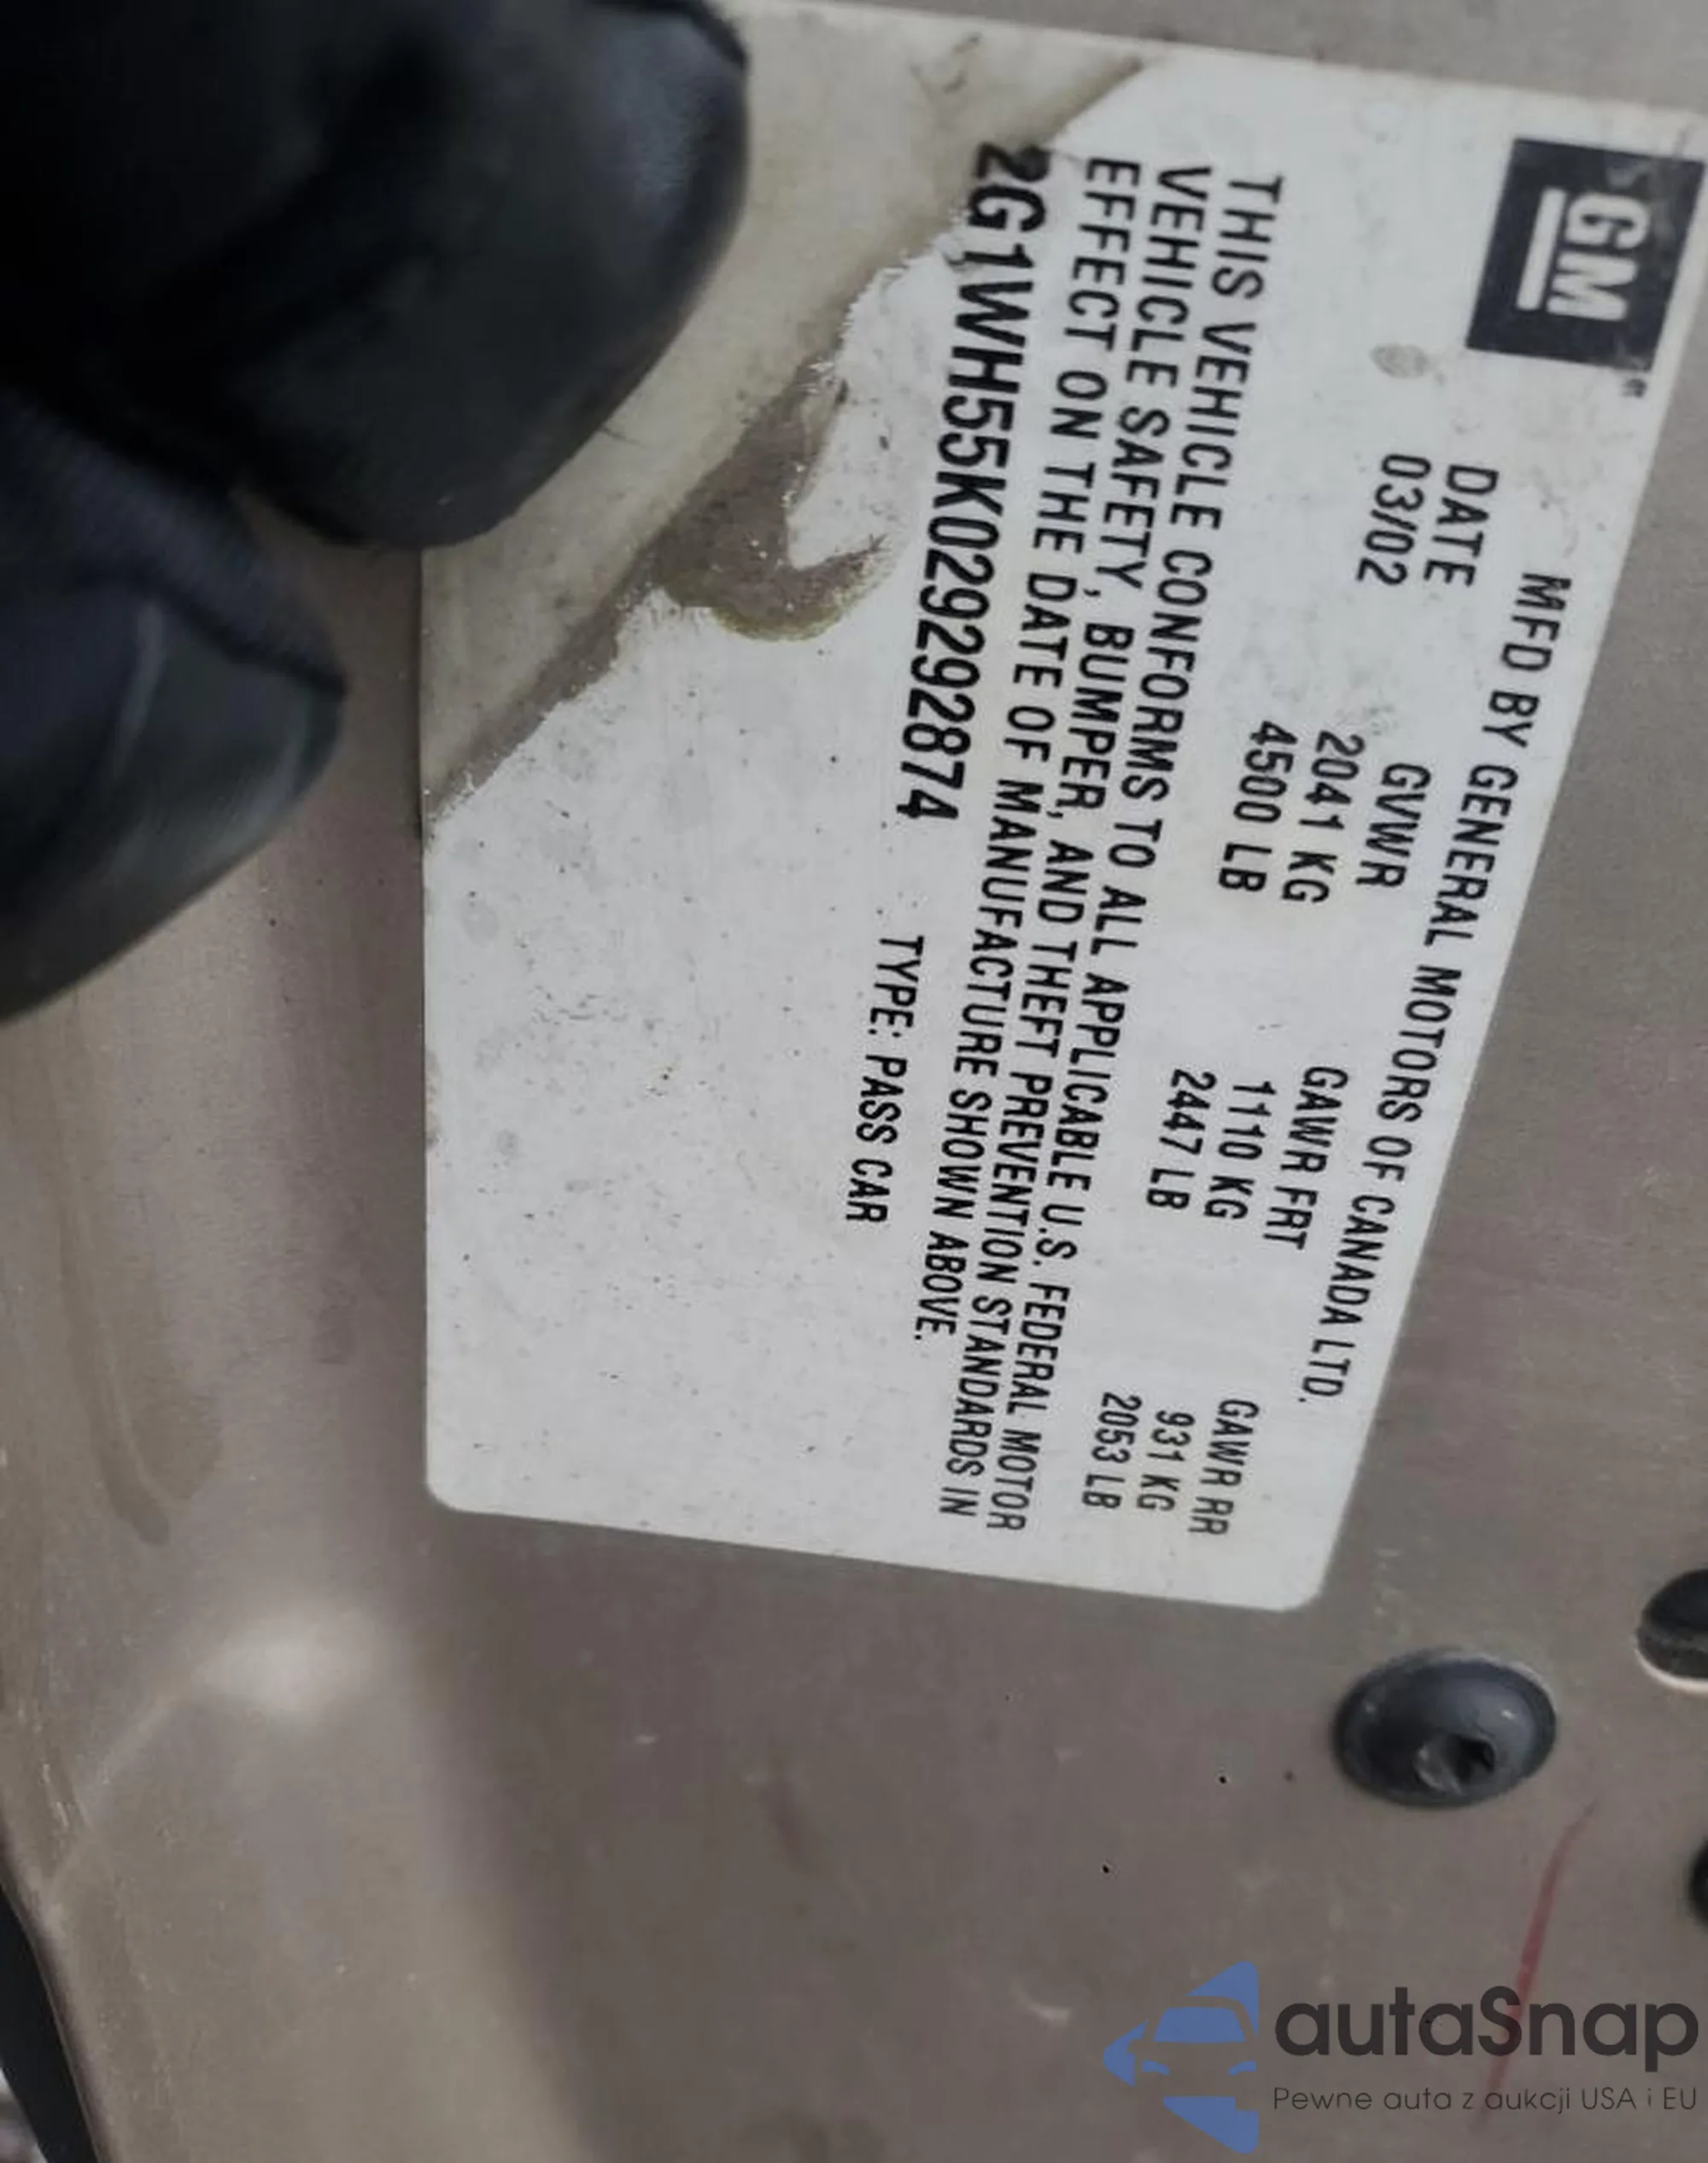 GM
MFD BY GENERAL MOTORS OF CANADA LTD.
DATE GVWR GAWR FRT GAWR RR
03/02 2041 KG 1110 KG 931 KG
4500 LB 2447 LB 2053 LB
THIS VEHICLE CONFORMS TO ALL APPLICABLE U.S. FEDERAL MOTOR
VEHICLE SAFETY, BUMPER, AND THEFT PREVENTION STANDARDS IN
EFFECT ON THE DATE OF MANUFACTURE SHOWN ABOVE.
2G1WH55K029292874 TYPE: PASS CAR
autaSnap
Pewne auta z aukcji USA i EU